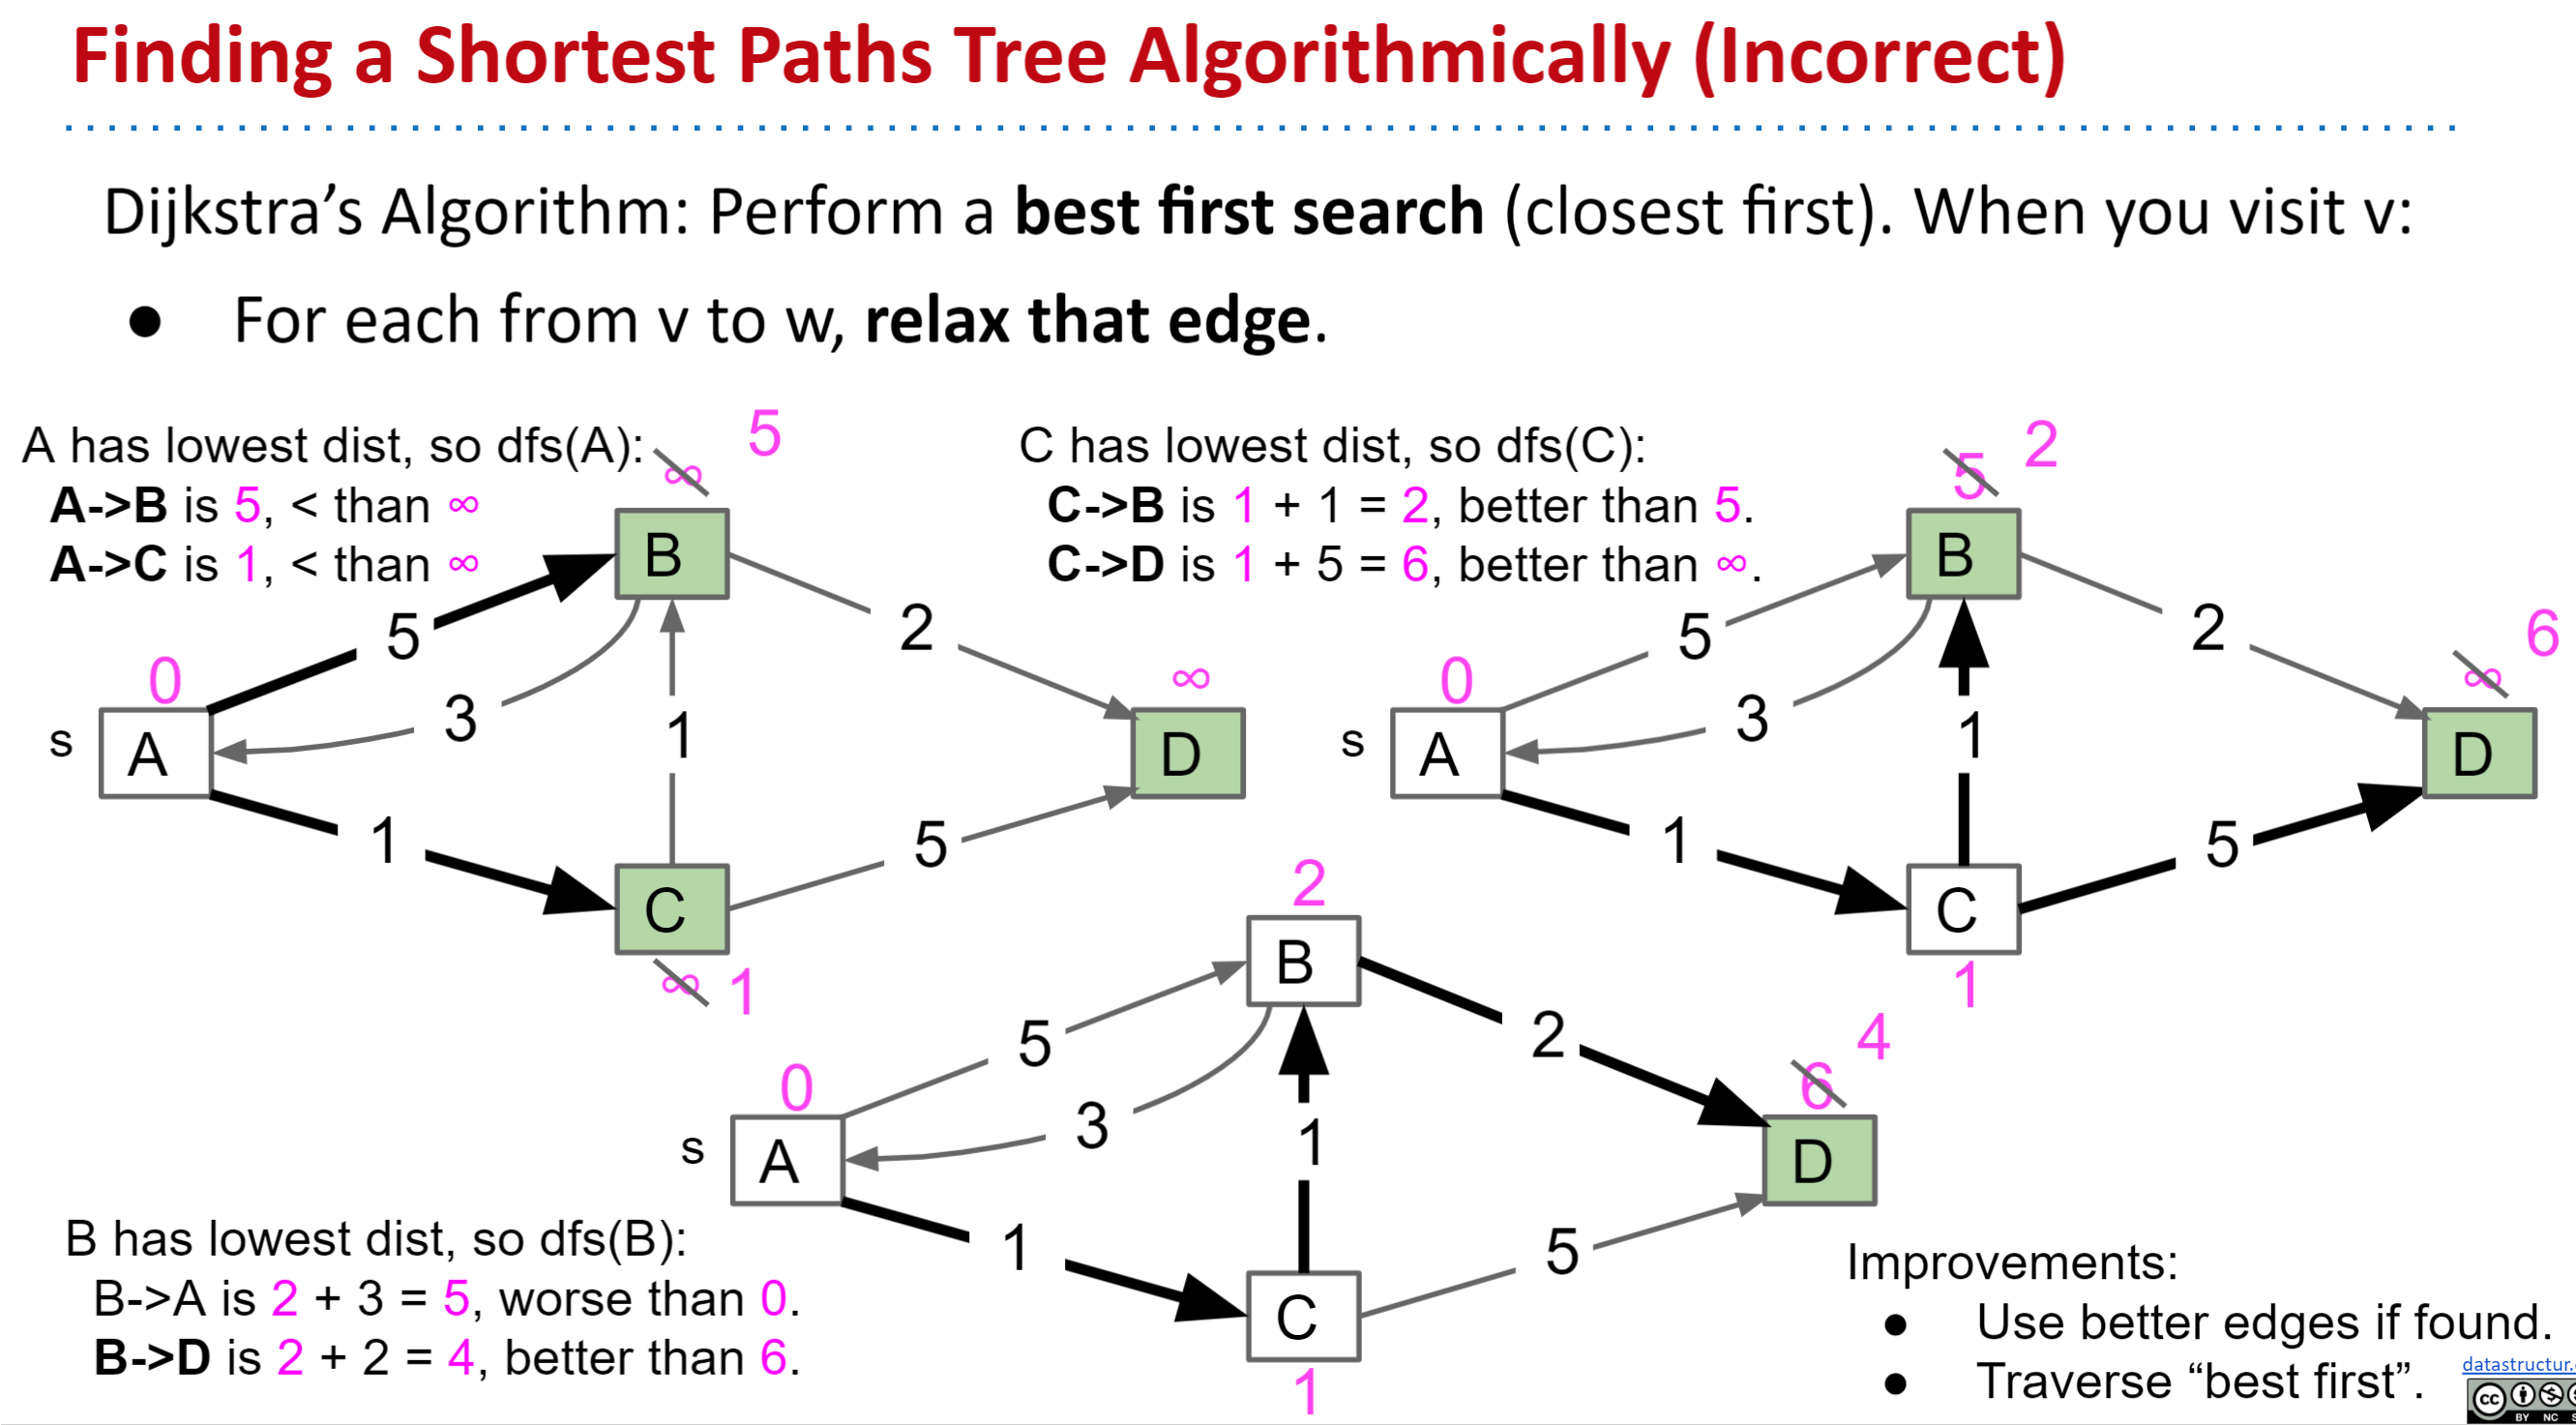 Finding a Shortest Paths Tree Algorithmically (Incorrect)
Dijkstra’s Algorithm: Perform a best first search (closest first). When you visit v:
● For each from v to w, relax that edge.
A has lowest dist, so dfs(A):
A->B is 5, < than ∞
A->C is 1, < than ∞
∞ 5
B
5
2
0
3
1
∞
s
A
D
1
5
C
∞ 1
C has lowest dist, so dfs(C):
C->B is 1 + 1 = 2, better than 5.
C->D is 1 + 5 = 6, better than ∞.
5 2
B
5
2
0
3
1
∞ 6
s
A
D
1
5
C
1
B has lowest dist, so dfs(B):
B->A is 2 + 3 = 5, worse than 0.
B->D is 2 + 2 = 4, better than 6.
2
B
5
2
0
3
1
6 4
s
A
D
1
5
C
1
Improvements:
● Use better edges if found.
● Traverse “best first”.
datastructur.
cc
BY NC